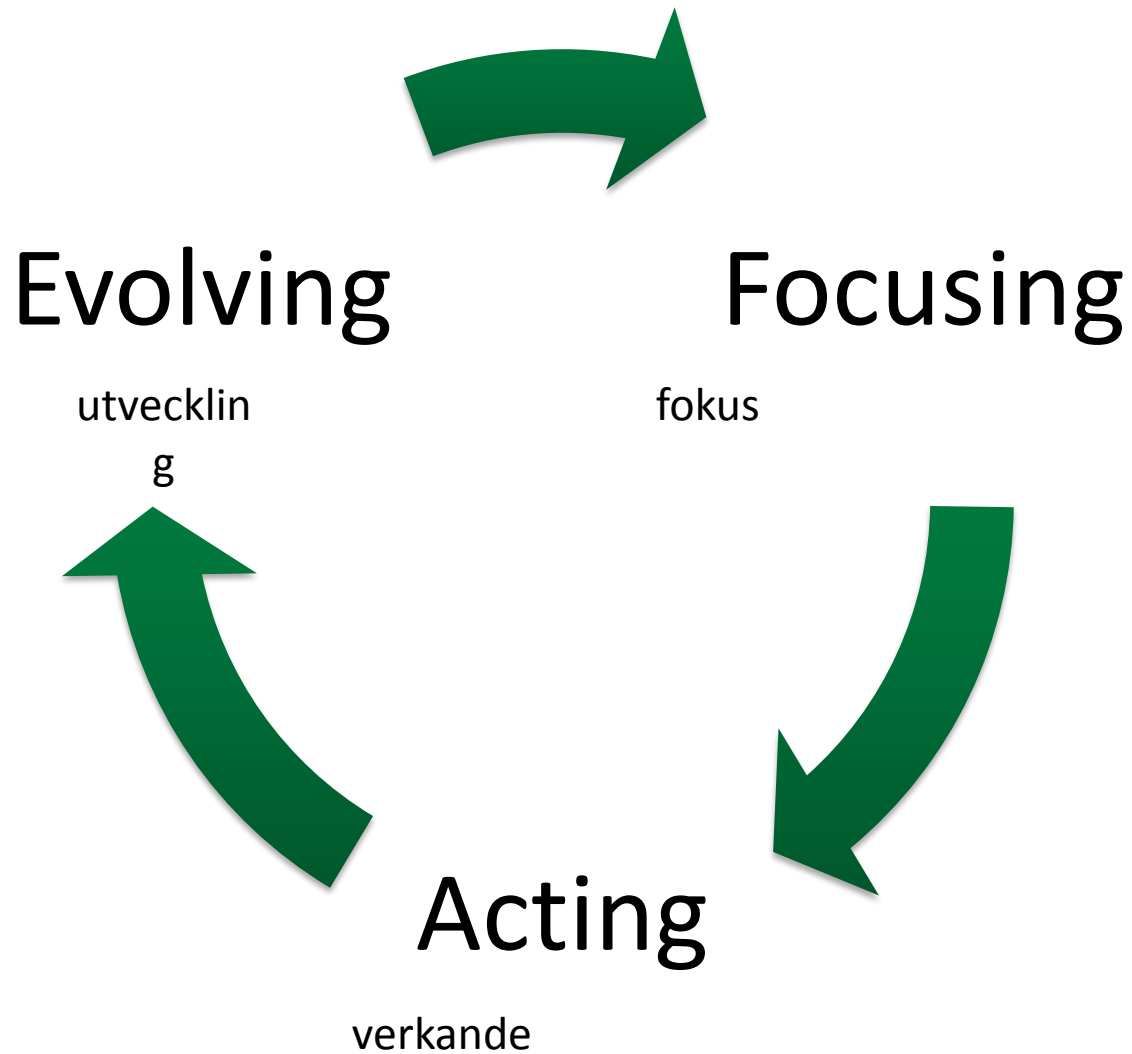 Evolving
Focusing
utvecklin
g
fokus
Acting
verkande